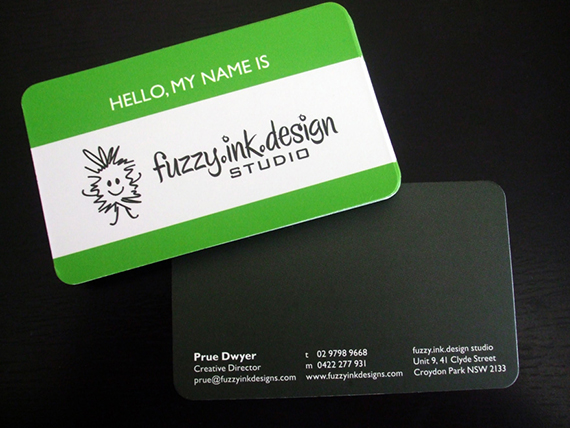 HELLO, MY NAME IS
fuzzy.ink.design
STUDIO
Prue Dwyer
Creative Director
prue@fuzzyinkdesigns.com
t 02 9798 9668
m 0422 277 931
www.fuzzyinkdesigns.com
fuzzy.ink.design studio
Unit 9, 41 Clyde Street
Croydon Park NSW 2133